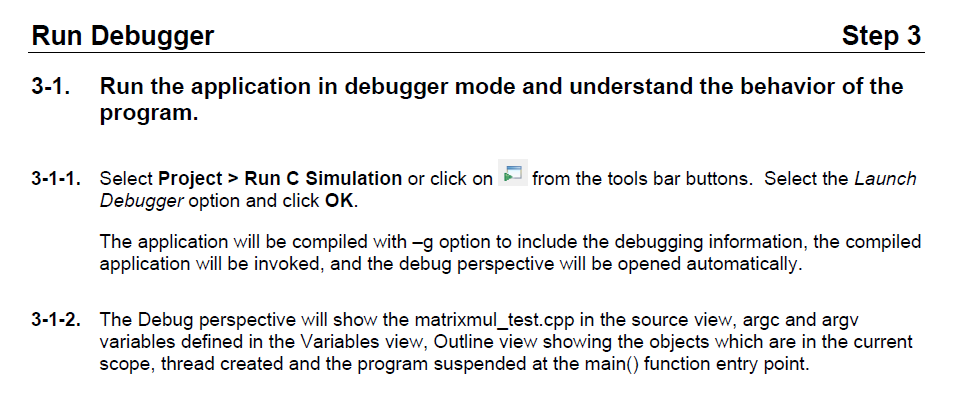 Run Debugger Step 3
3-1. Run the application in debugger mode and understand the behavior of the
program.
3-1-1. Select Project > Run C Simulation or click on from the tools bar buttons. Select the Launch
Debugger option and click OK.
The application will be compiled with –g option to include the debugging information, the compiled
application will be invoked, and the debug perspective will be opened automatically.
3-1-2. The Debug perspective will show the matrixmul_test.cpp in the source view, argc and argv
variables defined in the Variables view, Outline view showing the objects which are in the current
scope, thread created and the program suspended at the main() function entry point.